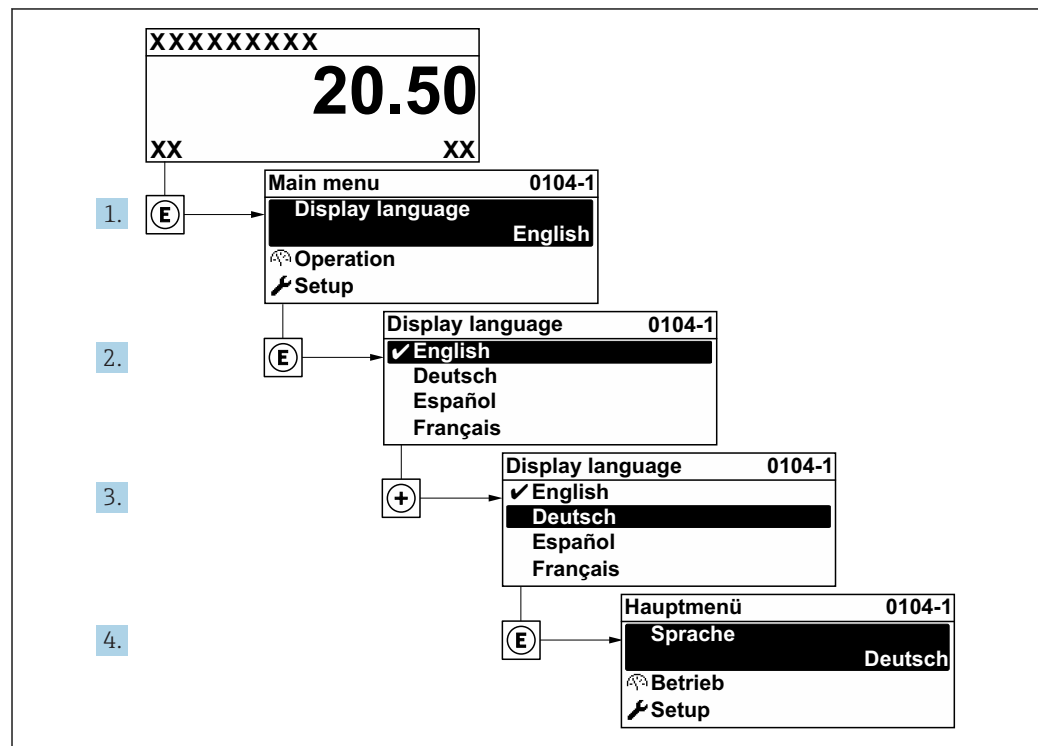 XXXXXXXXX
20.50
XX XX
1.
E
Main menu 0104-1
Display language
English
Operation
Setup
2.
E
Display language 0104-1
✔English
Deutsch
Español
Français
3.
+
Display language 0104-1
✔English
Deutsch
Español
Français
4.
E
Hauptmenü 0104-1
Sprache
Deutsch
Betrieb
Setup